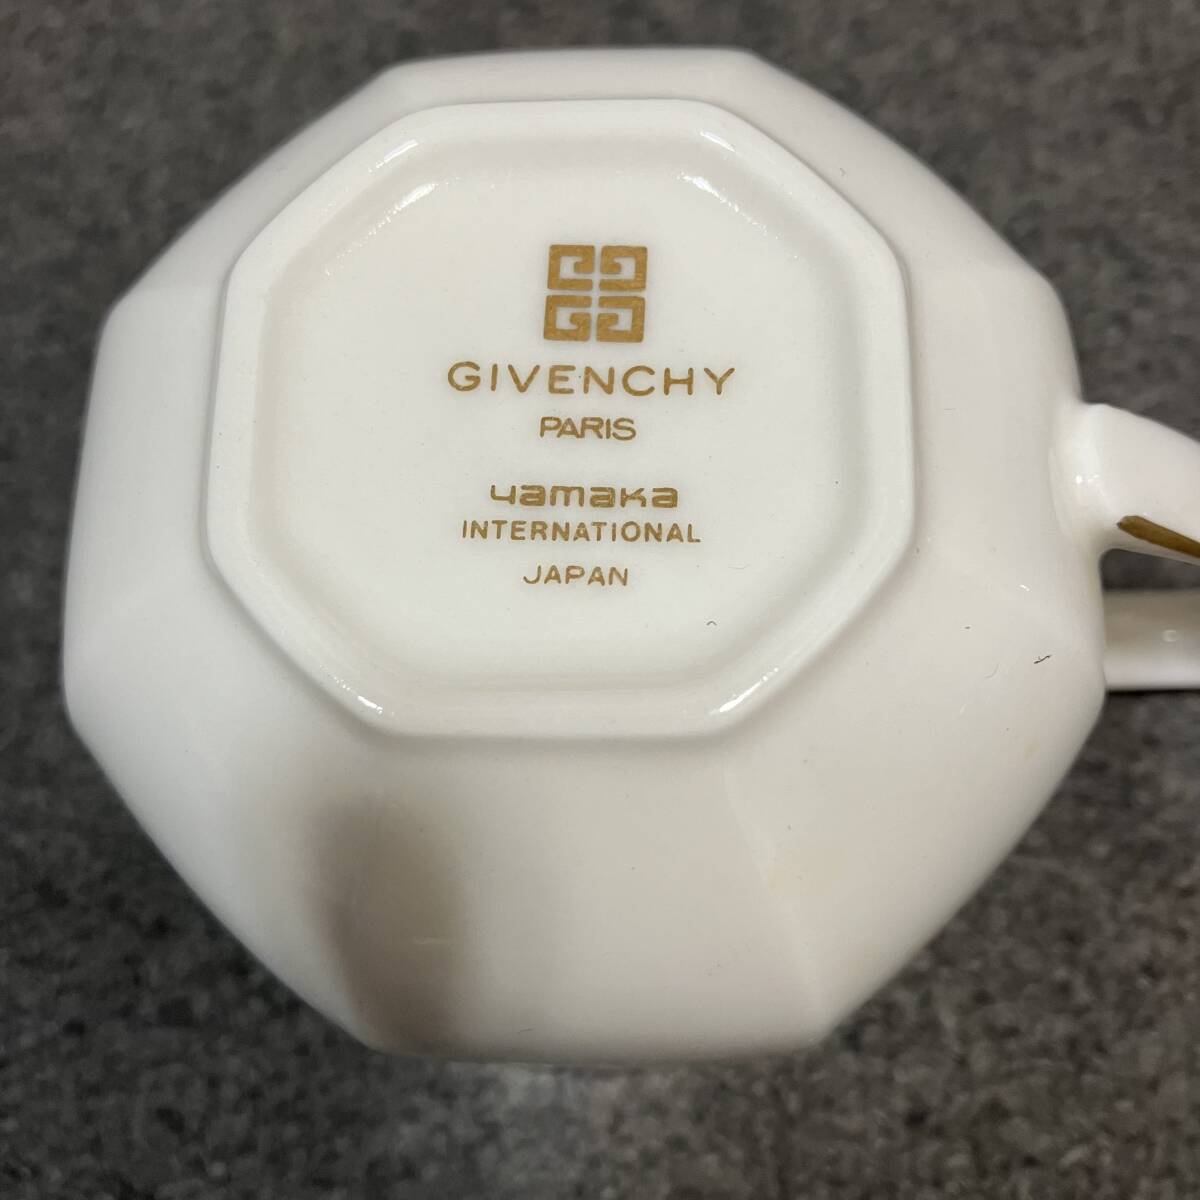 GIVENCHY
PARIS
yamaka
INTERNATIONAL
JAPAN